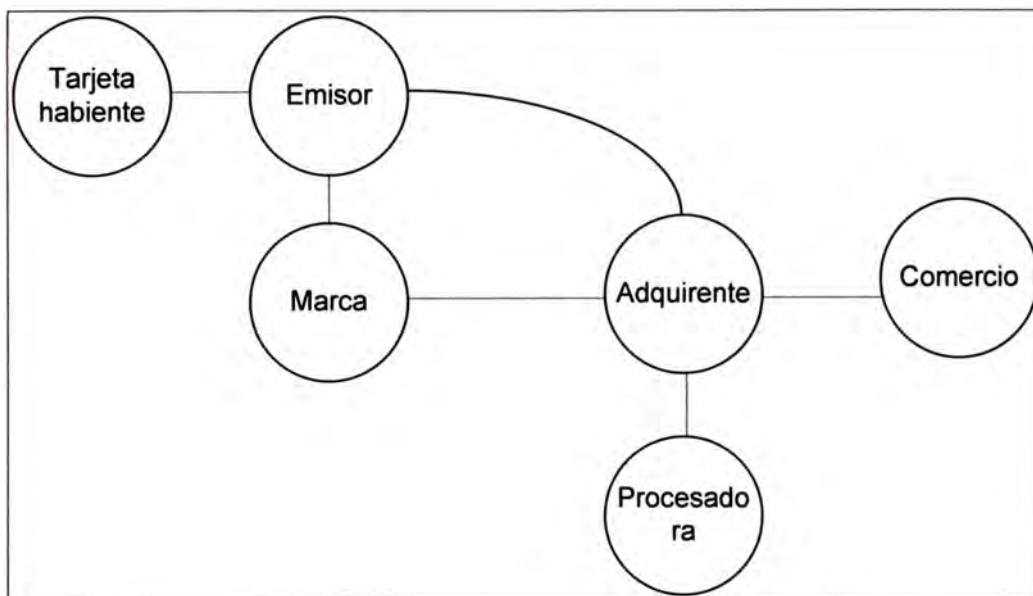 Tarjeta
habiente
Emisor
Marca
Adquirente
Comercio
Procesado
ra